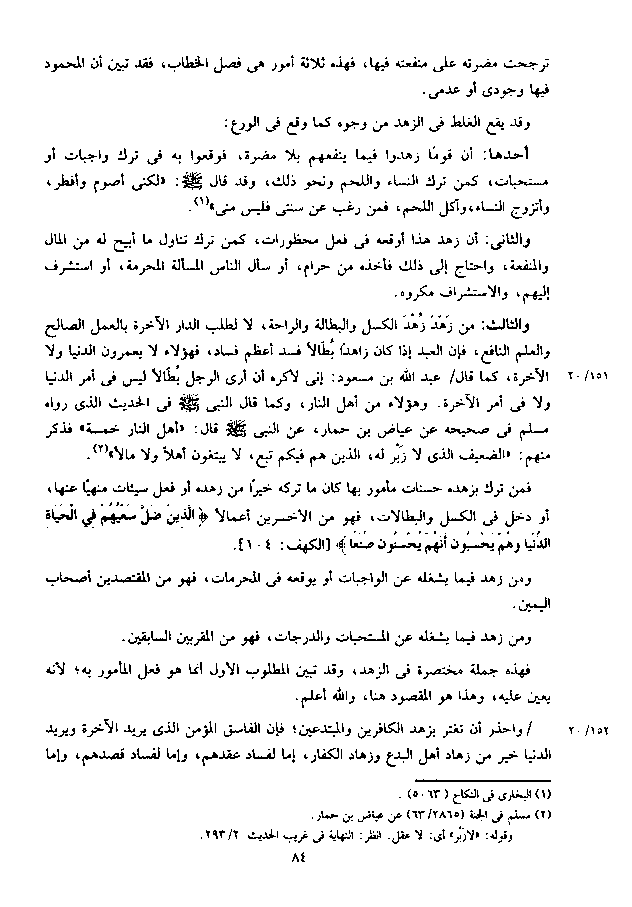 ترجحت مضرته على منفعته فيها، فهذه ثلاثة أمور هى فصل الخطاب، فقد تبين أن المحمود
فيها وجودى أو عدمى.
وقد يقع الغلط فى الزهد من وجوه كما وقع فى الورع:
أحدها: أن قومًا زهدوا فيما ينفعهم بلا مضرة، فوقعوا به فى ترك واجبات أو
مستحبات، كمن ترك النساء واللحم ونحو ذلك، وقد قال ﷺ: «لكنى أصوم وأفطر،
وأتزوج النساء، وآكل اللحم، فمن رغب عن سنتى فليس منى»(١).
والثانى: أن زهد هذا أوقعه فى فعل محظورات، كمن ترك تناول ما أبيح له من المال
والمنفعة، واحتاج إلى ذلك فأخذه من حرام، أو سأل الناس المسألة المحرمة، أو استشرف
إليهم، والاستشراف مكروه.
والثالث: من زَهَدَ زُهْدَ الكسل والبطالة والراحة، لا لطلب الدار الآخرة بالعمل الصالح
والعلم النافع، فإن العبد إذا كان زاهدًا بُطَّالاً فسد أعظم فساد، فهؤلاء لا يعمرون الدنيا ولا
٢٠/١٥١ الآخرة، كما قال/ عبد الله بن مسعود: إنى لأكره أن أرى الرجل بُطَّالاً ليس فى أمر الدنيا
ولا فى أمر الآخرة. وهؤلاء من أهل النار، وكما قال النبى ﷺ فى الحديث الذى رواه
مسلم فى صحيحه عن عياض بن حمار، عن النبى ﷺ قال: «أهل النار خمسة» فذكر
منهم: «الضعيف الذى لا زَبْر له، الذين هم فيكم تبع، لا يبتغون أهلاً ولا مالاً»(٢).
فمن ترك بزهده حسنات مأمور بها كان ما تركه خيرًا من زهده أو فعل سيئات منهيًا عنها،
أو دخل فى الكسل والبطالات، فهو من الأخسرين أعمالاً ﴿ الَّذِينَ ضَلَّ سَعْيُهُمْ فِي الْحَيَاةِ
الدُّنْيَا وَهُمْ يَحْسَبُونَ أَنَّهُمْ يُحْسِنُونَ صُنْعًا﴾ [الكهف: ١٠٤].
ومن زهد فيما يشغله عن الواجبات أو يوقعه فى المحرمات، فهو من المقتصدين أصحاب
اليمين.
ومن زهد فيما يشغله عن المستحبات والدرجات، فهو من المقربين السابقين.
فهذه جملة مختصرة فى الزهد، وقد تبين المطلوب الأول أنما هو فعل المأمور به؛ لأنه
يعين عليه، وهذا هو المقصود هنا، والله أعلم.
٢٠/١٥٢ / واحذر أن تغتر بزهد الكافرين والمبتدعين؛ فإن الفاسق المؤمن الذى يريد الآخرة ويريد
الدنيا خير من زهاد أهل البدع وزهاد الكفار، إما لفساد عقدهم، وإما لفساد قصدهم، وإما
(١) البخارى فى النكاح (٥٠٦٣) .
(٢) مسلم فى الجنة (٢٨٦٥/ ٦٣) عن عياض بن حمار.
وقوله: «لازَبْر» أى: لا عقل. انظر: النهاية فى غريب الحديث ٢/ ٢٩٣.
٨٤